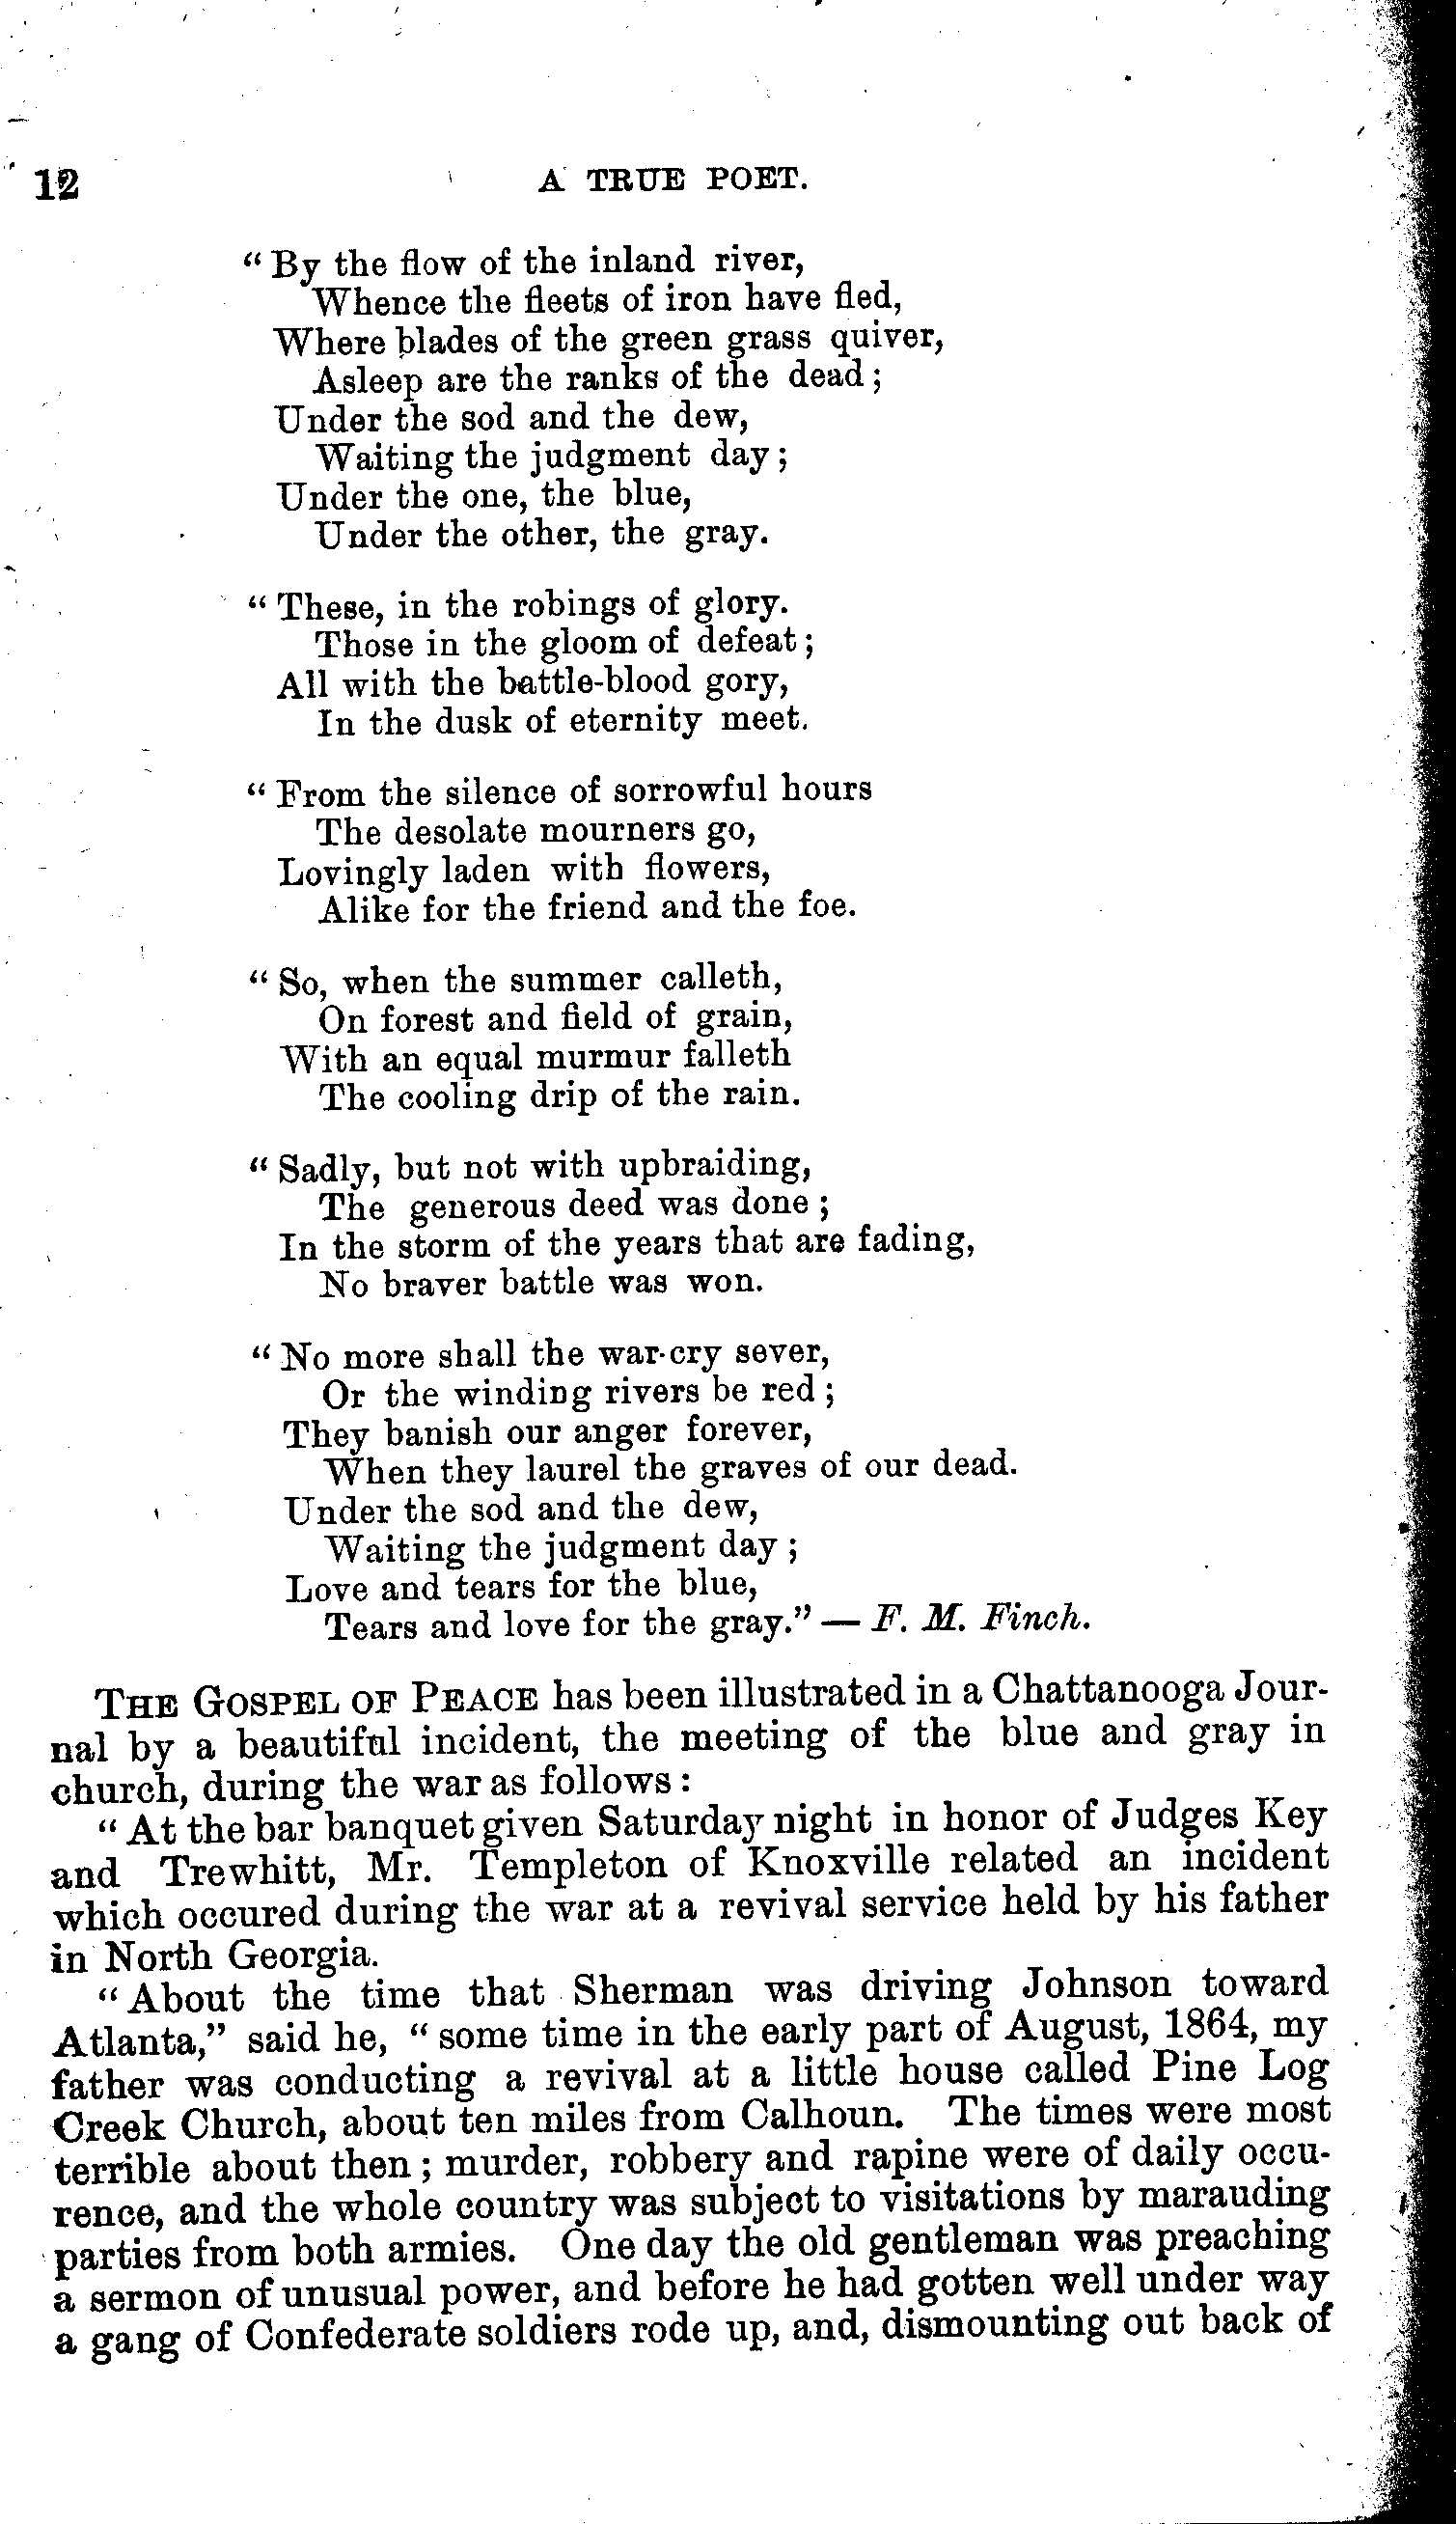 12 A TRUE POET.
“By the flow of the inland river,
Whence the fleets of iron have fled,
Where blades of the green grass quiver,
Asleep are the ranks of the dead;
Under the sod and the dew,
Waiting the judgment day;
Under the one, the blue,
Under the other, the gray.
“These, in the robings of glory.
Those in the gloom of defeat;
All with the battle-blood gory,
In the dusk of eternity meet.
“From the silence of sorrowful hours
The desolate mourners go,
Lovingly laden with flowers,
Alike for the friend and the foe.
“So, when the summer calleth,
On forest and field of grain,
With an equal murmur falleth
The cooling drip of the rain.
“Sadly, but not with upbraiding,
The generous deed was done;
In the storm of the years that are fading,
No braver battle was won.
“No more shall the war-cry sever,
Or the winding rivers be red;
They banish our anger forever,
When they laurel the graves of our dead.
Under the sod and the dew,
Waiting the judgment day;
Love and tears for the blue,
Tears and love for the gray.” — F. M. Finch.
THE GOSPEL OF PEACE has been illustrated in a Chattanooga Jour-
nal by a beautiful incident, the meeting of the blue and gray in
church, during the war as follows:
“At the bar banquet given Saturday night in honor of Judges Key
and Trewhitt, Mr. Templeton of Knoxville related an incident
which occured during the war at a revival service held by his father
in North Georgia.
“About the time that Sherman was driving Johnson toward
Atlanta,” said he, “some time in the early part of August, 1864, my
father was conducting a revival at a little house called Pine Log
Creek Church, about ten miles from Calhoun. The times were most
terrible about then; murder, robbery and rapine were of daily occu-
rence, and the whole country was subject to visitations by marauding
parties from both armies. One day the old gentleman was preaching
a sermon of unusual power, and before he had gotten well under way
a gang of Confederate soldiers rode up, and, dismounting out back of